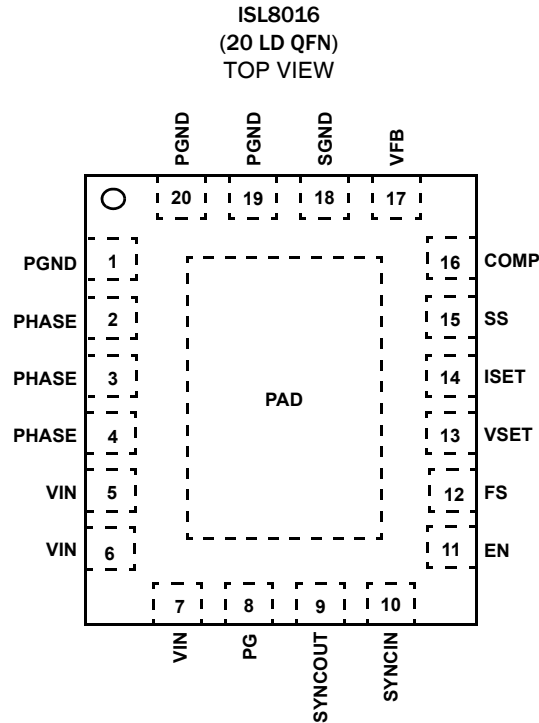 ISL8016
(20 LD QFN)
TOP VIEW
PGND
PGND
SGND
VFB
20
19
18
17
PGND
1
16
COMP
PHASE
2
15
SS
PHASE
3
14
ISET
PAD
PHASE
4
13
VSET
VIN
5
12
FS
VIN
6
11
EN
7
8
9
10
VIN
PG
SYNCOUT
SYNCIN